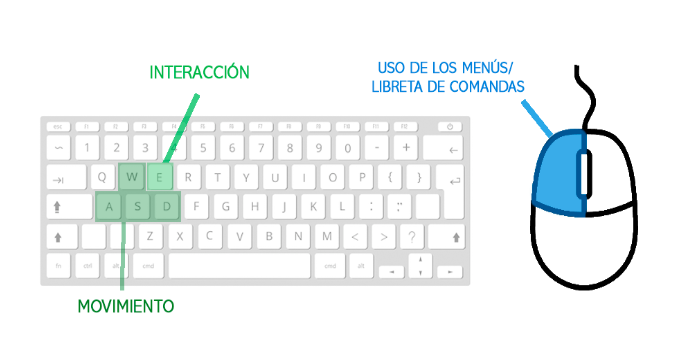 INTERACCIÓN
USO DE LOS MENÚS/
LIBRETA DE COMANDAS
esc F1 F2 F3 F4 F5 F6 F7 F8 F9 F10 F11 F12
1 2 3 4 5 6 7 8 9 0 - +
Q W E R T Y U I O P { }
A S D F G H J K L : "
Z X C V B N M < > ?
fn ctrl alt cmd cmd alt
MOVIMIENTO